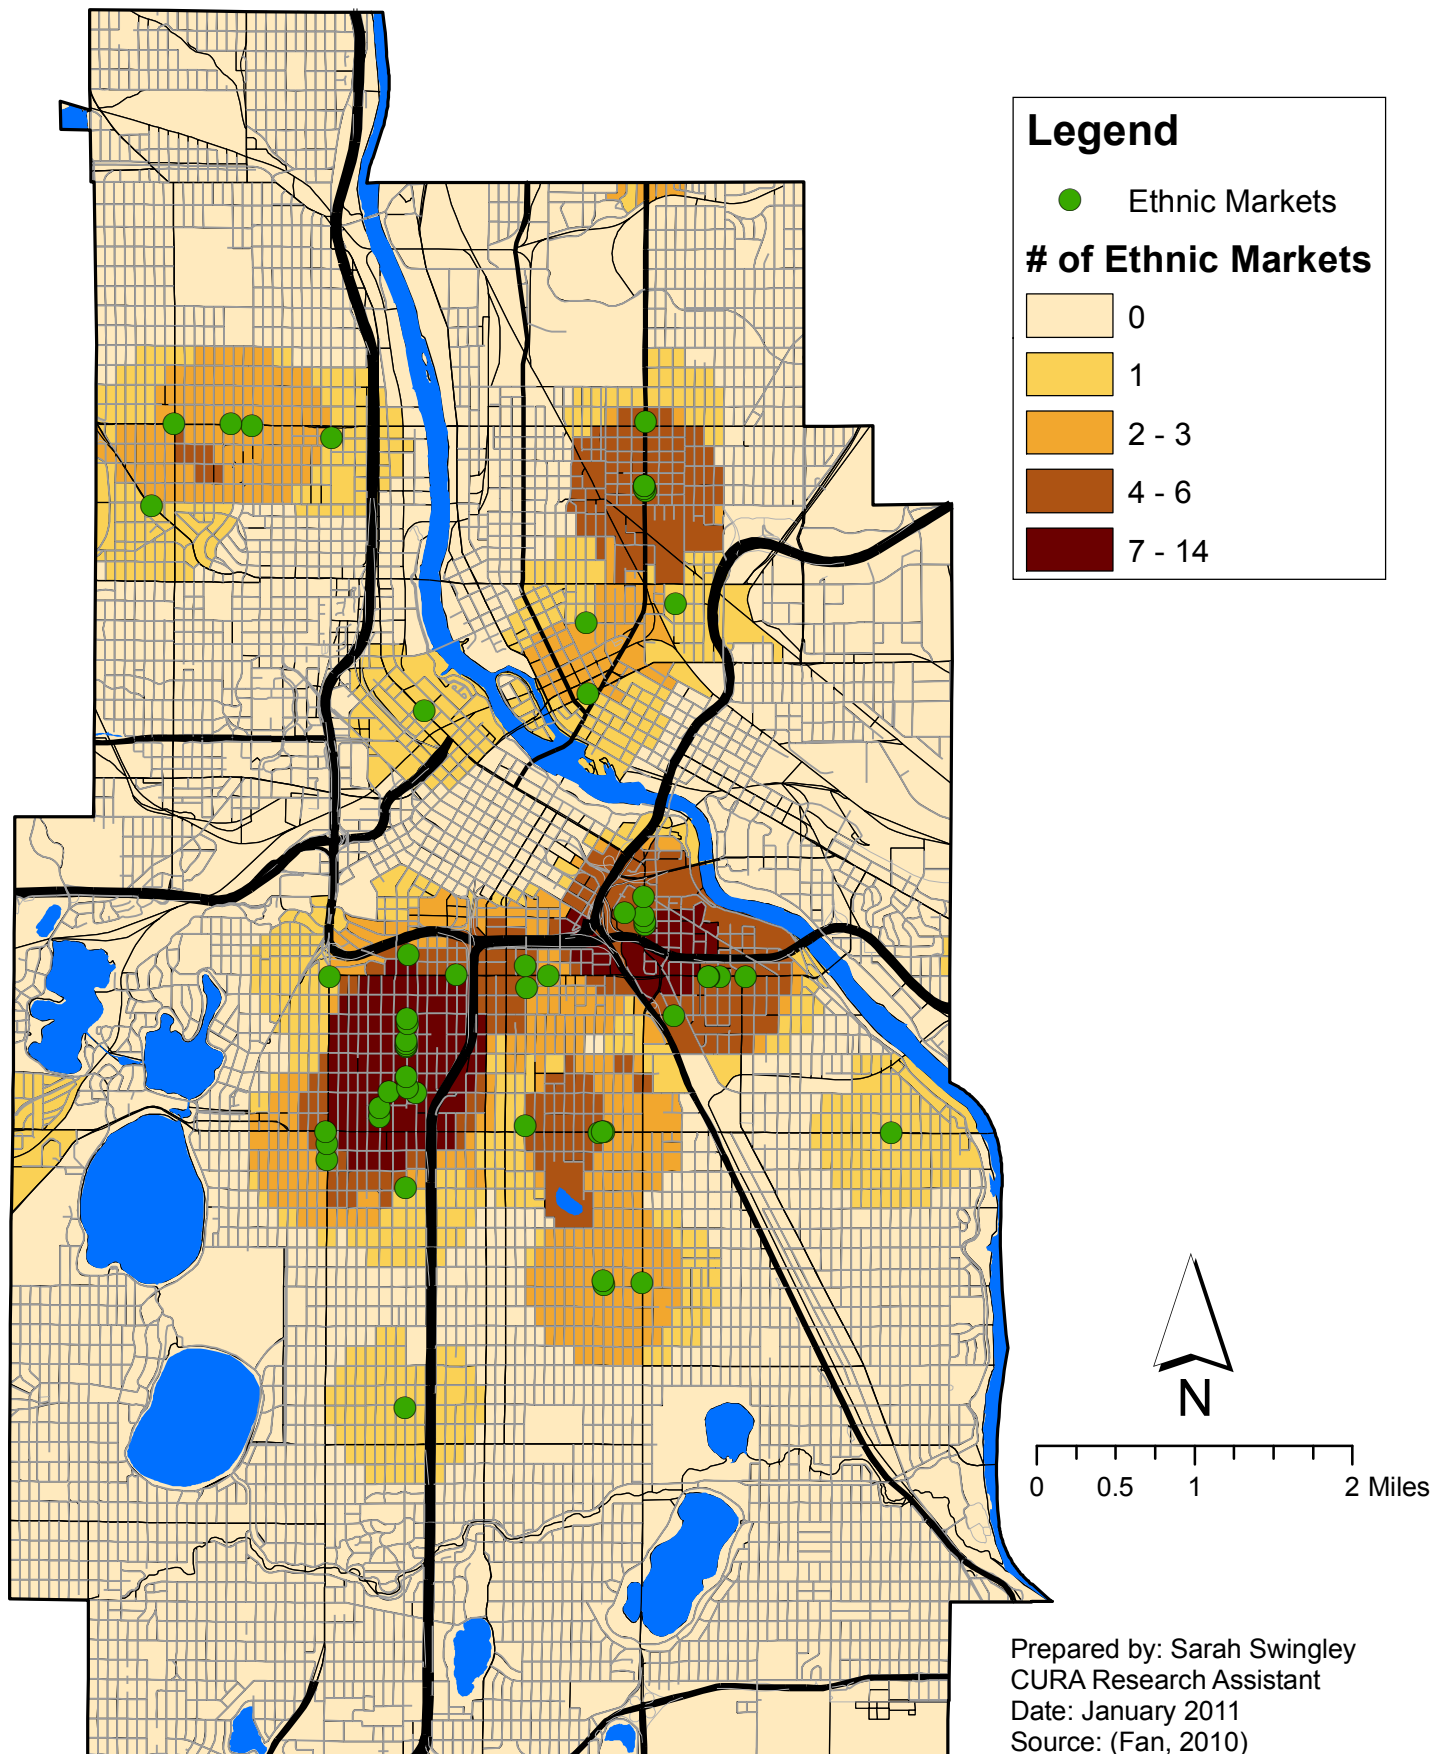 Legend
Ethnic Markets
# of Ethnic Markets
0
1
2 - 3
4 - 6
7 - 14
N
0 0.5 1 2 Miles
Prepared by: Sarah Swingley
CURA Research Assistant
Date: January 2011
Source: (Fan, 2010)